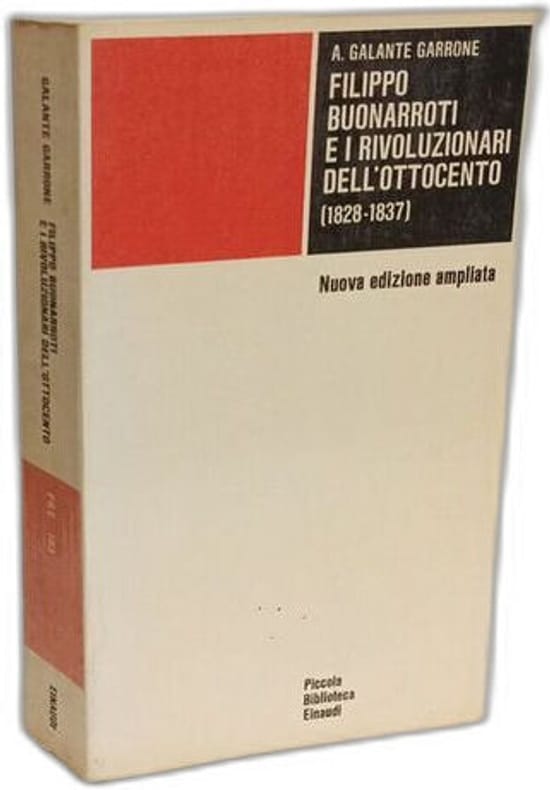 A. GALANTE GARRONE
FILIPPO
BUONARROTI
E I RIVOLUZIONARI
DELL'OTTOCENTO
(1828-1837)
Nuova edizione ampliata
Piccola
Biblioteca
Einaudi
GALANTE GARRONE
FILIPPO BUONARROTI
E I RIVOLUZIONARI DELL'OTTOCENTO
EINAUDI